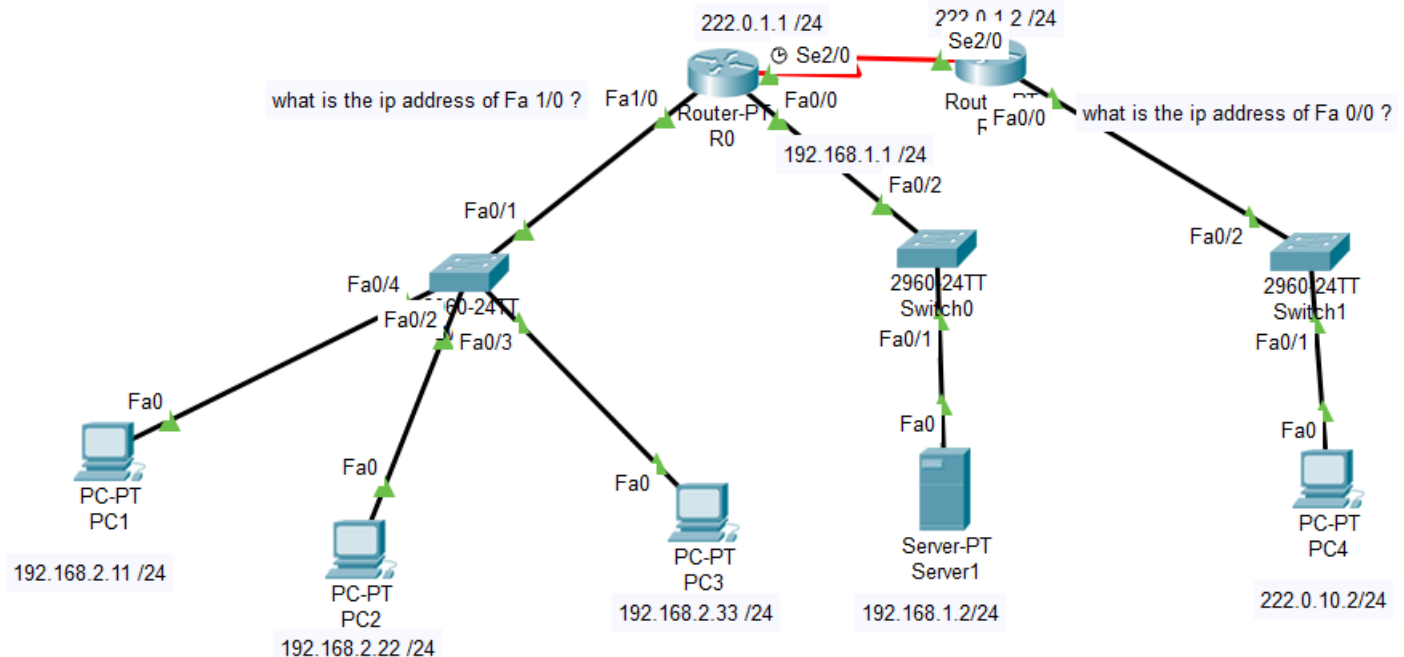 222.0.1.1 /24
222.0.1.2 /24
Se2/0
Se2/0
what is the ip address of Fa 1/0 ?
Fa1/0
Fa0/0
Router-PT
R0
Fa0/0
what is the ip address of Fa 0/0 ?
192.168.1.1 /24
Fa0/2
Fa0/1
Fa0/2
2960-24TT
Switch0
2960-24TT
Switch1
Fa0/4
Fa0/2
Fa0/3
Fa0/1
Fa0/1
Fa0
Fa0
Fa0
Fa0
Fa0
PC-PT
PC1
PC-PT
PC2
PC-PT
PC3
Server-PT
Server1
PC-PT
PC4
192.168.2.11 /24
192.168.2.22 /24
192.168.2.33 /24
192.168.1.2/24
222.0.10.2/24